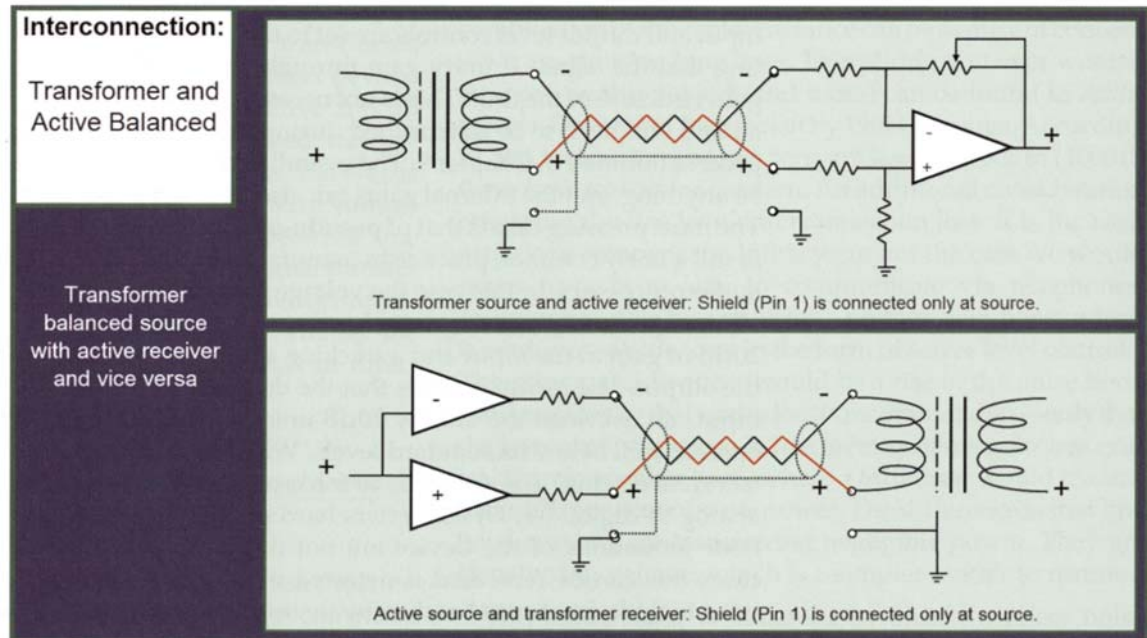 Interconnection:
Transformer and
Active Balanced
Transformer
balanced source
with active receiver
and vice versa
-
-
+
+
+
-
+
+
Transformer source and active receiver: Shield (Pin 1) is connected only at source.
-
-
-
+
+
+
+
+
Active source and transformer receiver: Shield (Pin 1) is connected only at source.